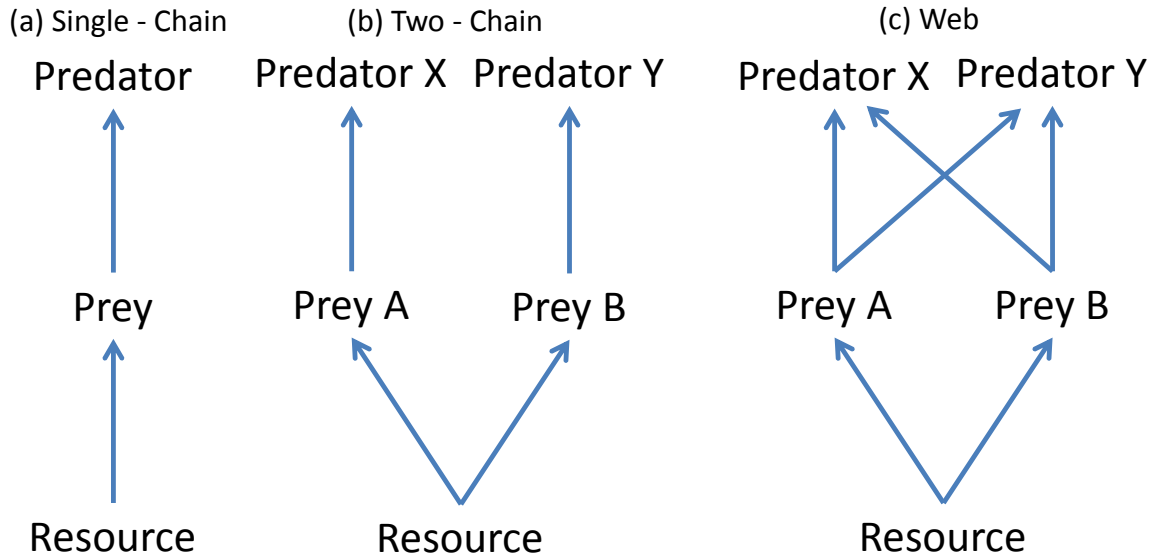 (a) Single - Chain
Predator
Prey
Resource
(b) Two - Chain
Predator X Predator Y
Prey A Prey B
Resource
(c) Web
Predator X Predator Y
Prey A Prey B
Resource